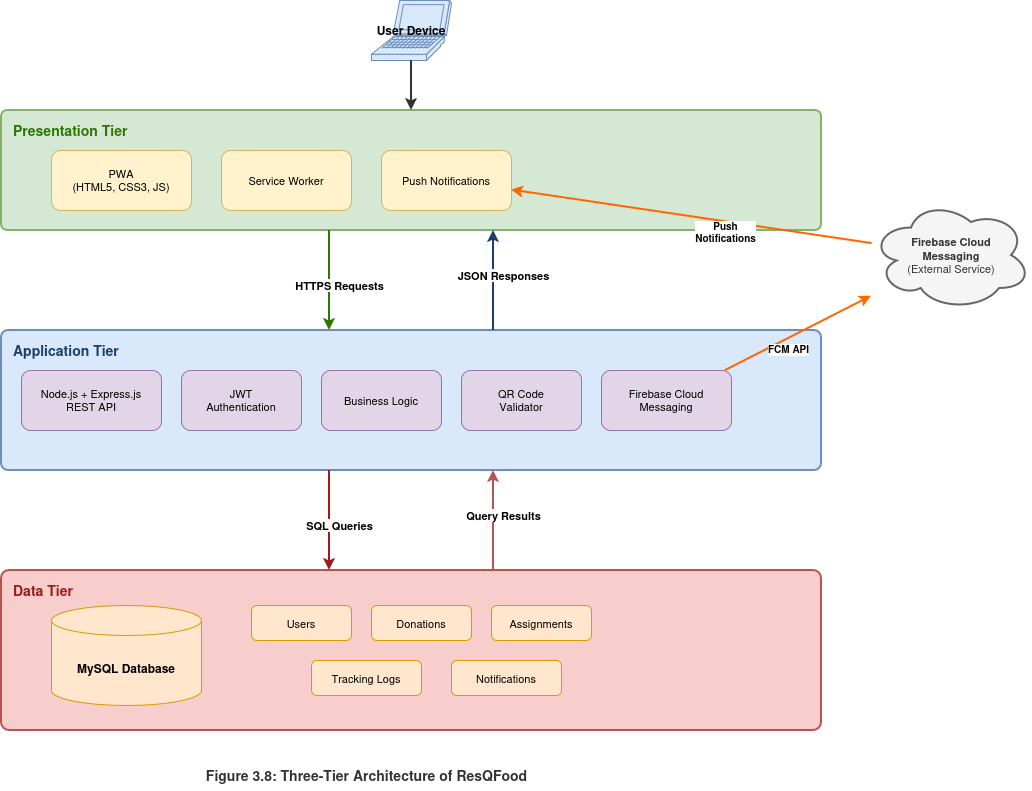 User Device
Presentation Tier
PWA
(HTML5, CSS3, JS)
Service Worker
Push Notifications
Push
Notifications
Firebase Cloud
Messaging
(External Service)
HTTPS Requests
JSON Responses
FCM API
Application Tier
Node.js + Express.js
REST API
JWT
Authentication
Business Logic
QR Code
Validator
Firebase Cloud
Messaging
SQL Queries
Query Results
Data Tier
MySQL Database
Users
Donations
Assignments
Tracking Logs
Notifications
Figure 3.8: Three-Tier Architecture of ResQFood